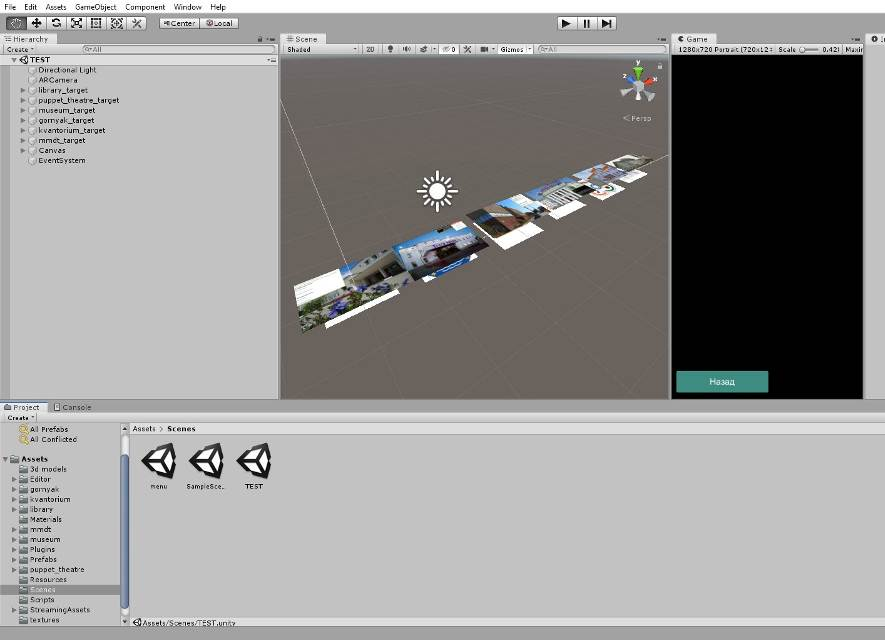 File Edit Assets GameObject Component Window Help
Center Local
Hierarchy
Create All
TEST
Directional Light
ARCamera
library_target
puppet_theatre_target
museum_target
gornyak_target
kvantorium_target
mmdt_target
Canvas
EventSystem
Scene
Shaded 2D 0 Gizmos All
y
z x
Persp
Game
1280x720 Portrait (720x12 Scale 0.42) Maxin
Назад
Project Console
Create
All Prefabs
All Conflicted
Assets
3d models
Editor
gornyak
kvantorium
library
Materials
mmdt
museum
Plugins
Prefabs
puppet_theatre
Resources
Scenes
Scripts
StreamingAssets
textures
Assets > Scenes
menu SampleSce.. TEST
Assets/Scenes/TEST.unity